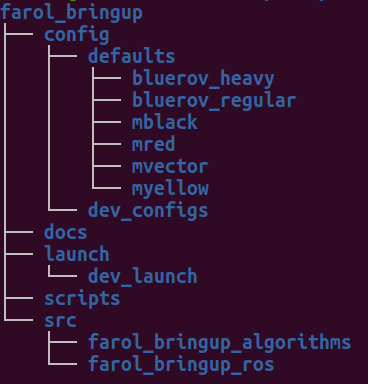 farol_bringup
├── config
│   ├── defaults
│   │   ├── bluerov_heavy
│   │   ├── bluerov_regular
│   │   ├── mblack
│   │   ├── mred
│   │   ├── mvector
│   │   └── myellow
│   └── dev_configs
├── docs
├── launch
│   └── dev_launch
├── scripts
└── src
    ├── farol_bringup_algorithms
    └── farol_bringup_ros